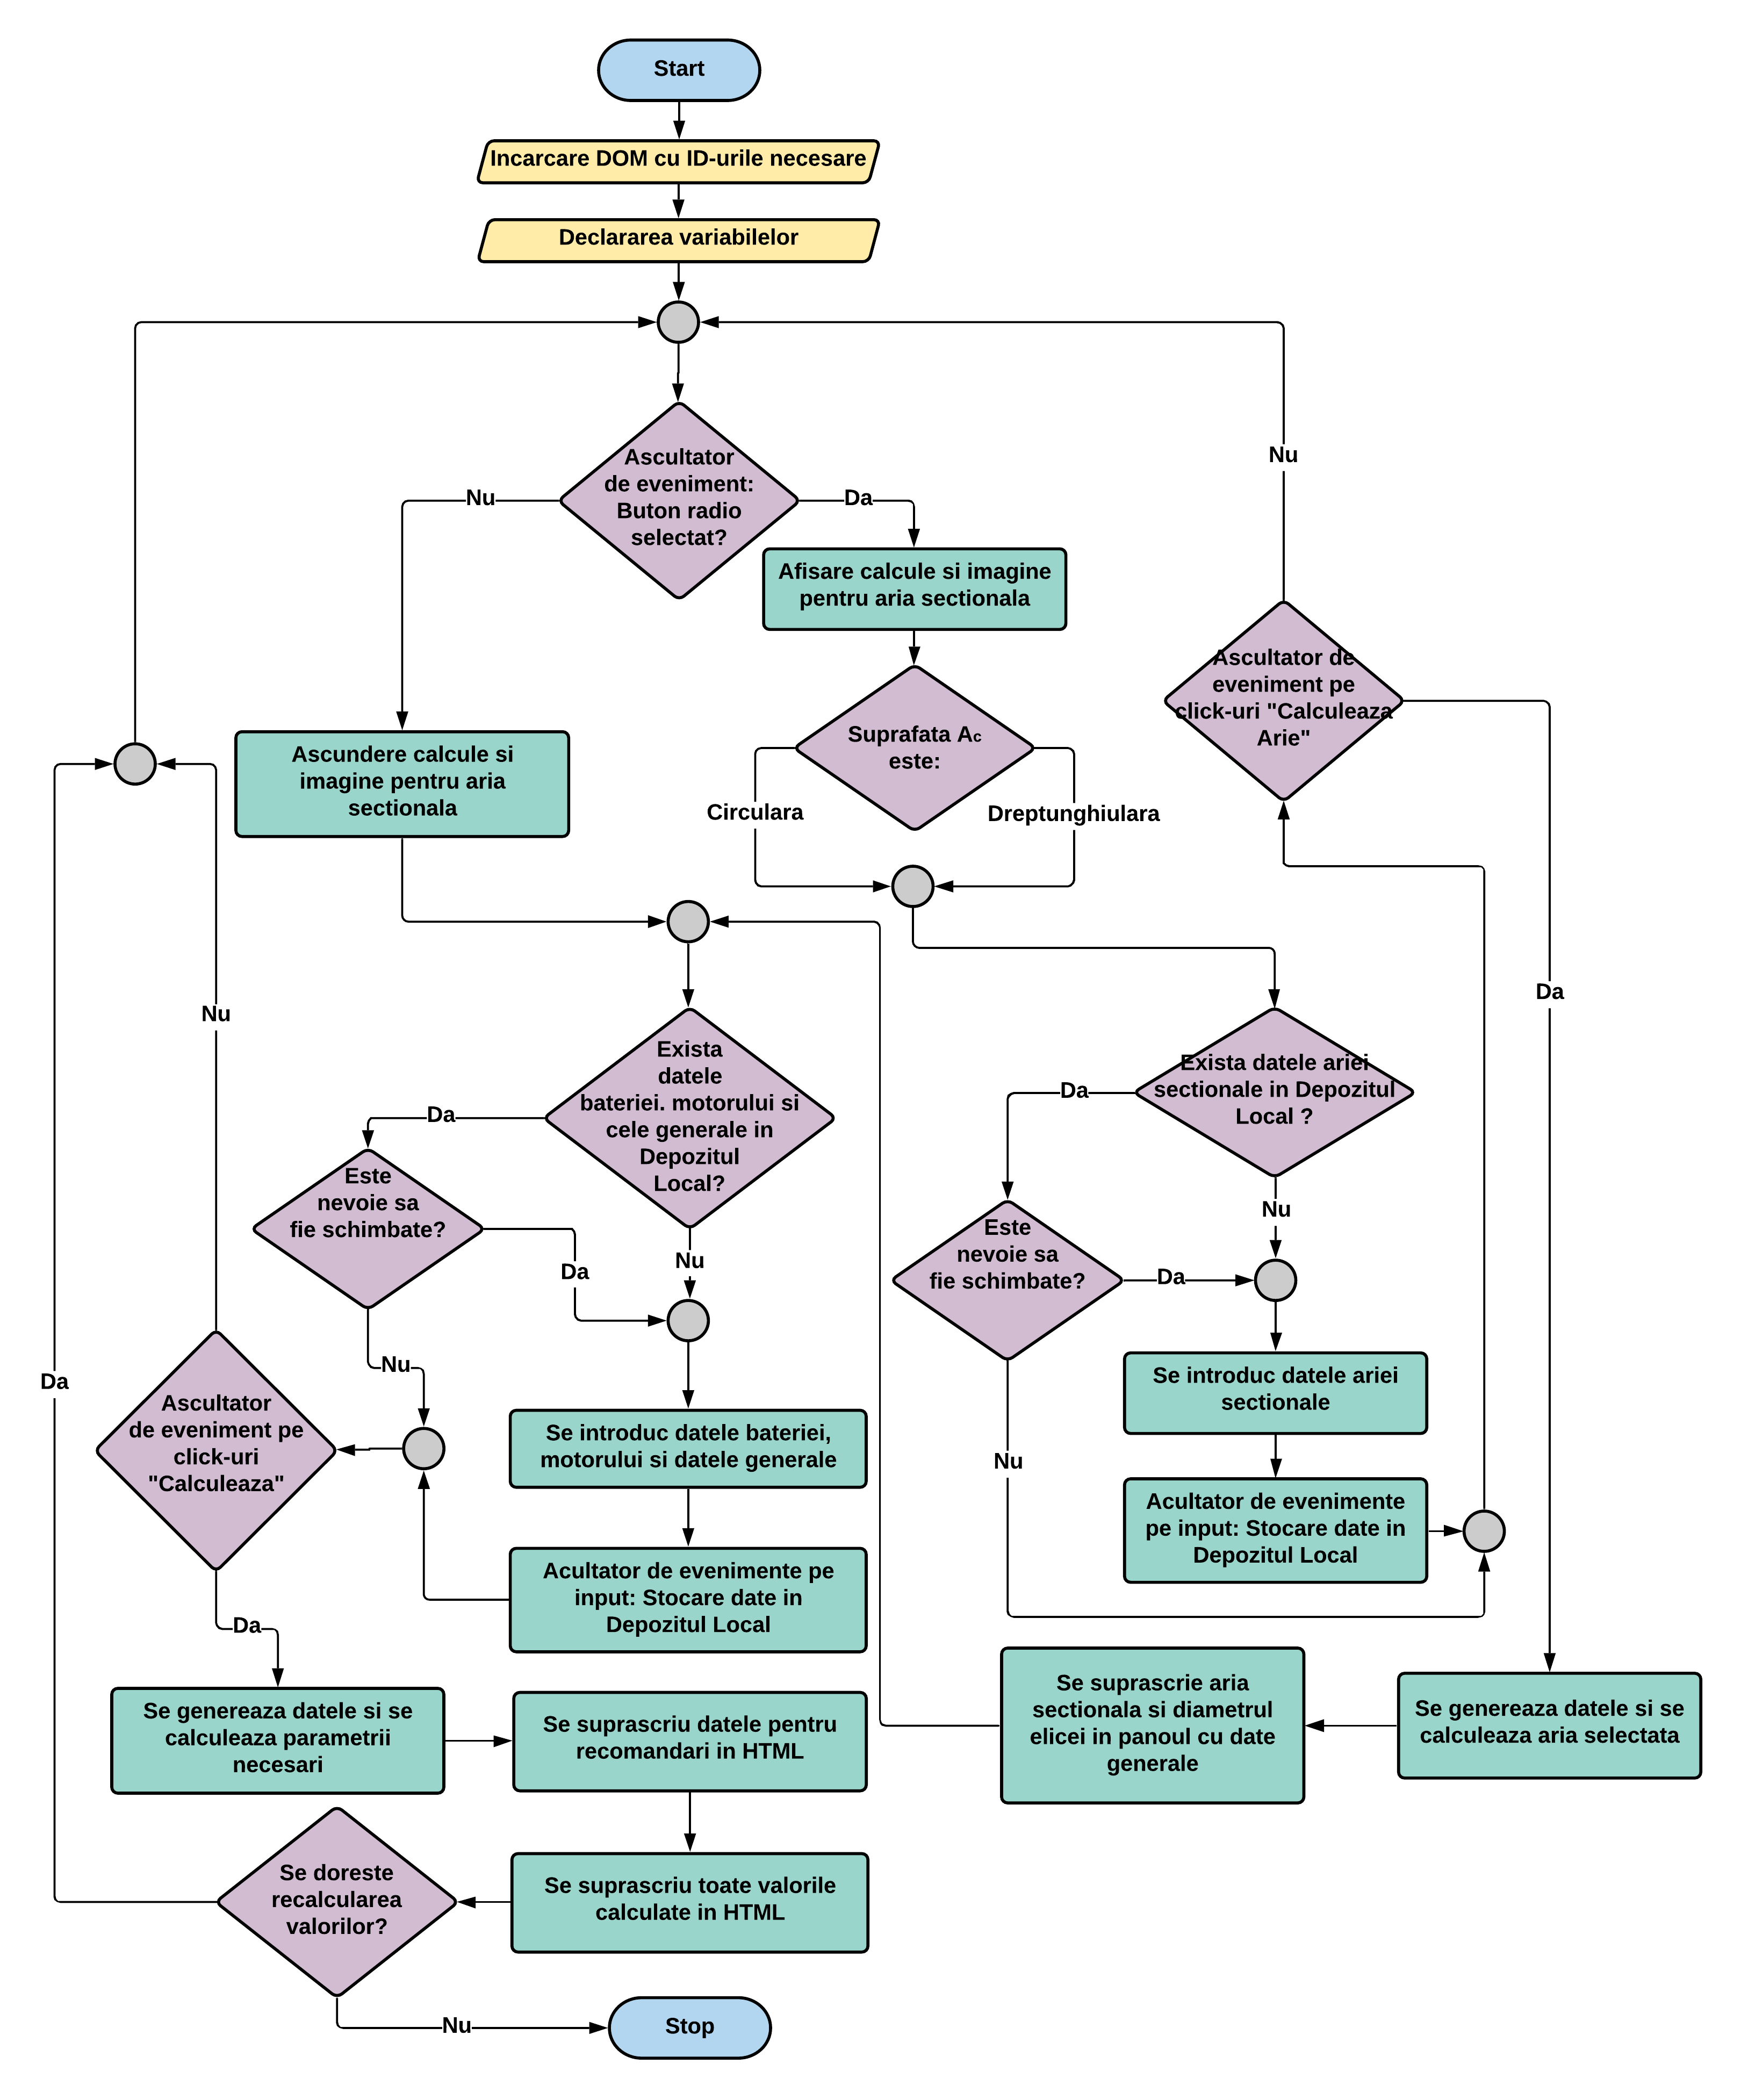 Start
Incarcare DOM cu ID-urile necesare
Declararea variabilelor
Ascultator
de eveniment:
Buton radio
selectat?
Nu
Da
Nu
Afisare calcule si imagine
pentru aria sectionala
Ascultator de
eveniment pe
click-uri "Calculeaza
Arie"
Suprafata Ac
este:
Ascundere calcule si
imagine pentru aria
sectionala
Circulara
Dreptunghiulara
Nu
Da
Exista
datele
bateriei. motorului si
cele generale in
Depozitul
Local?
Exista datele ariei
sectionale in Depozitul
Local ?
Da
Da
Este
nevoie sa
fie schimbate?
Nu
Este
nevoie sa
fie schimbate?
Da
Nu
Da
Nu
Da
Se introduc datele ariei
sectionale
Ascultator
de eveniment pe
click-uri
"Calculeaza"
Se introduc datele bateriei,
motorului si datele generale
Nu
Acultator de evenimente
pe input: Stocare date in
Depozitul Local
Acultator de evenimente pe
input: Stocare date in
Depozitul Local
Da
Se genereaza datele si se
calculeaza parametrii
necesari
Se suprascriu datele pentru
recomandari in HTML
Se suprascrie aria
sectionala si diametrul
elicei in panoul cu date
generale
Se genereaza datele si se
calculeaza aria selectata
Se doreste
recalcularea
valorilor?
Se suprascriu toate valorile
calculate in HTML
Nu
Stop